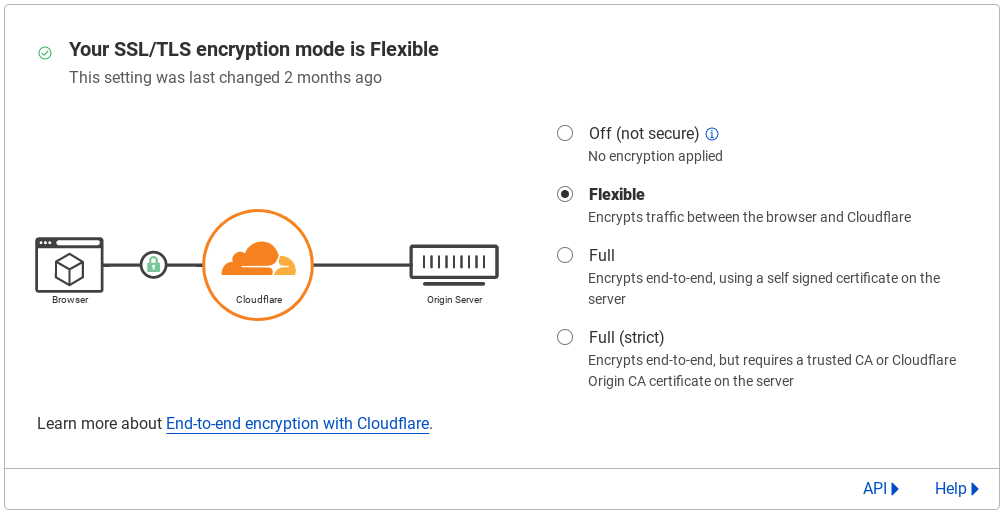 Your SSL/TLS encryption mode is Flexible
This setting was last changed 2 months ago
Browser
Cloudflare
Origin Server
Off (not secure)
No encryption applied
Flexible
Encrypts traffic between the browser and Cloudflare
Full
Encrypts end-to-end, using a self signed certificate on the
server
Full (strict)
Encrypts end-to-end, but requires a trusted CA or Cloudflare
Origin CA certificate on the server
Learn more about End-to-end encryption with Cloudflare.
API
Help